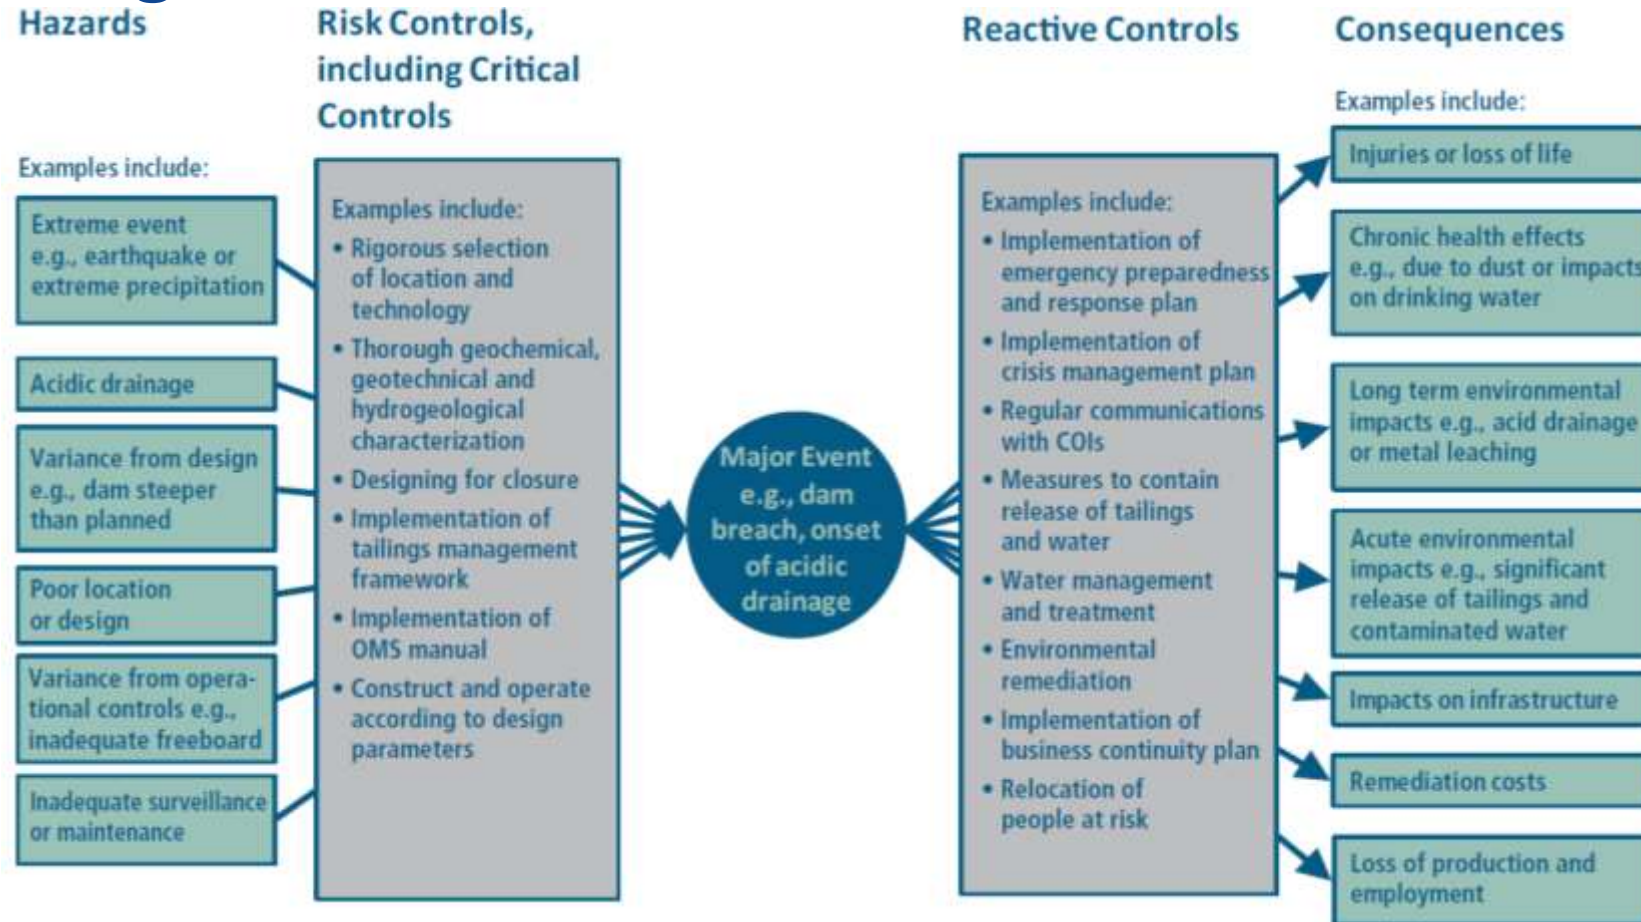 Hazards
Examples include:
Extreme event
e.g., earthquake or
extreme precipitation
Acidic drainage
Variance from design
e.g., dam steeper
than planned
Poor location
or design
Variance from opera-
tional controls e.g.,
inadequate freeboard
Inadequate surveillance
or maintenance
Risk Controls,
including Critical
Controls
Examples include:
• Rigorous selection
of location and
technology
• Thorough geochemical,
geotechnical and
hydrogeological
characterization
• Designing for closure
• Implementation of
tailings management
framework
• Implementation of
OMS manual
• Construct and operate
according to design
parameters
Major Event
e.g., dam
breach, onset
of acidic
drainage
Reactive Controls
Examples include:
• Implementation of
emergency preparedness
and response plan
• Implementation of
crisis management plan
• Regular communications
with COIs
• Measures to contain
release of tailings
and water
• Water management
and treatment
• Environmental
remediation
• Implementation of
business continuity plan
• Relocation of
people at risk
Consequences
Examples include:
Injuries or loss of life
Chronic health effects
e.g., due to dust or impacts
on drinking water
Long term environmental
impacts e.g., acid drainage
or metal leaching
Acute environmental
impacts e.g., significant
release of tailings and
contaminated water
Impacts on infrastructure
Remediation costs
Loss of production and
employment